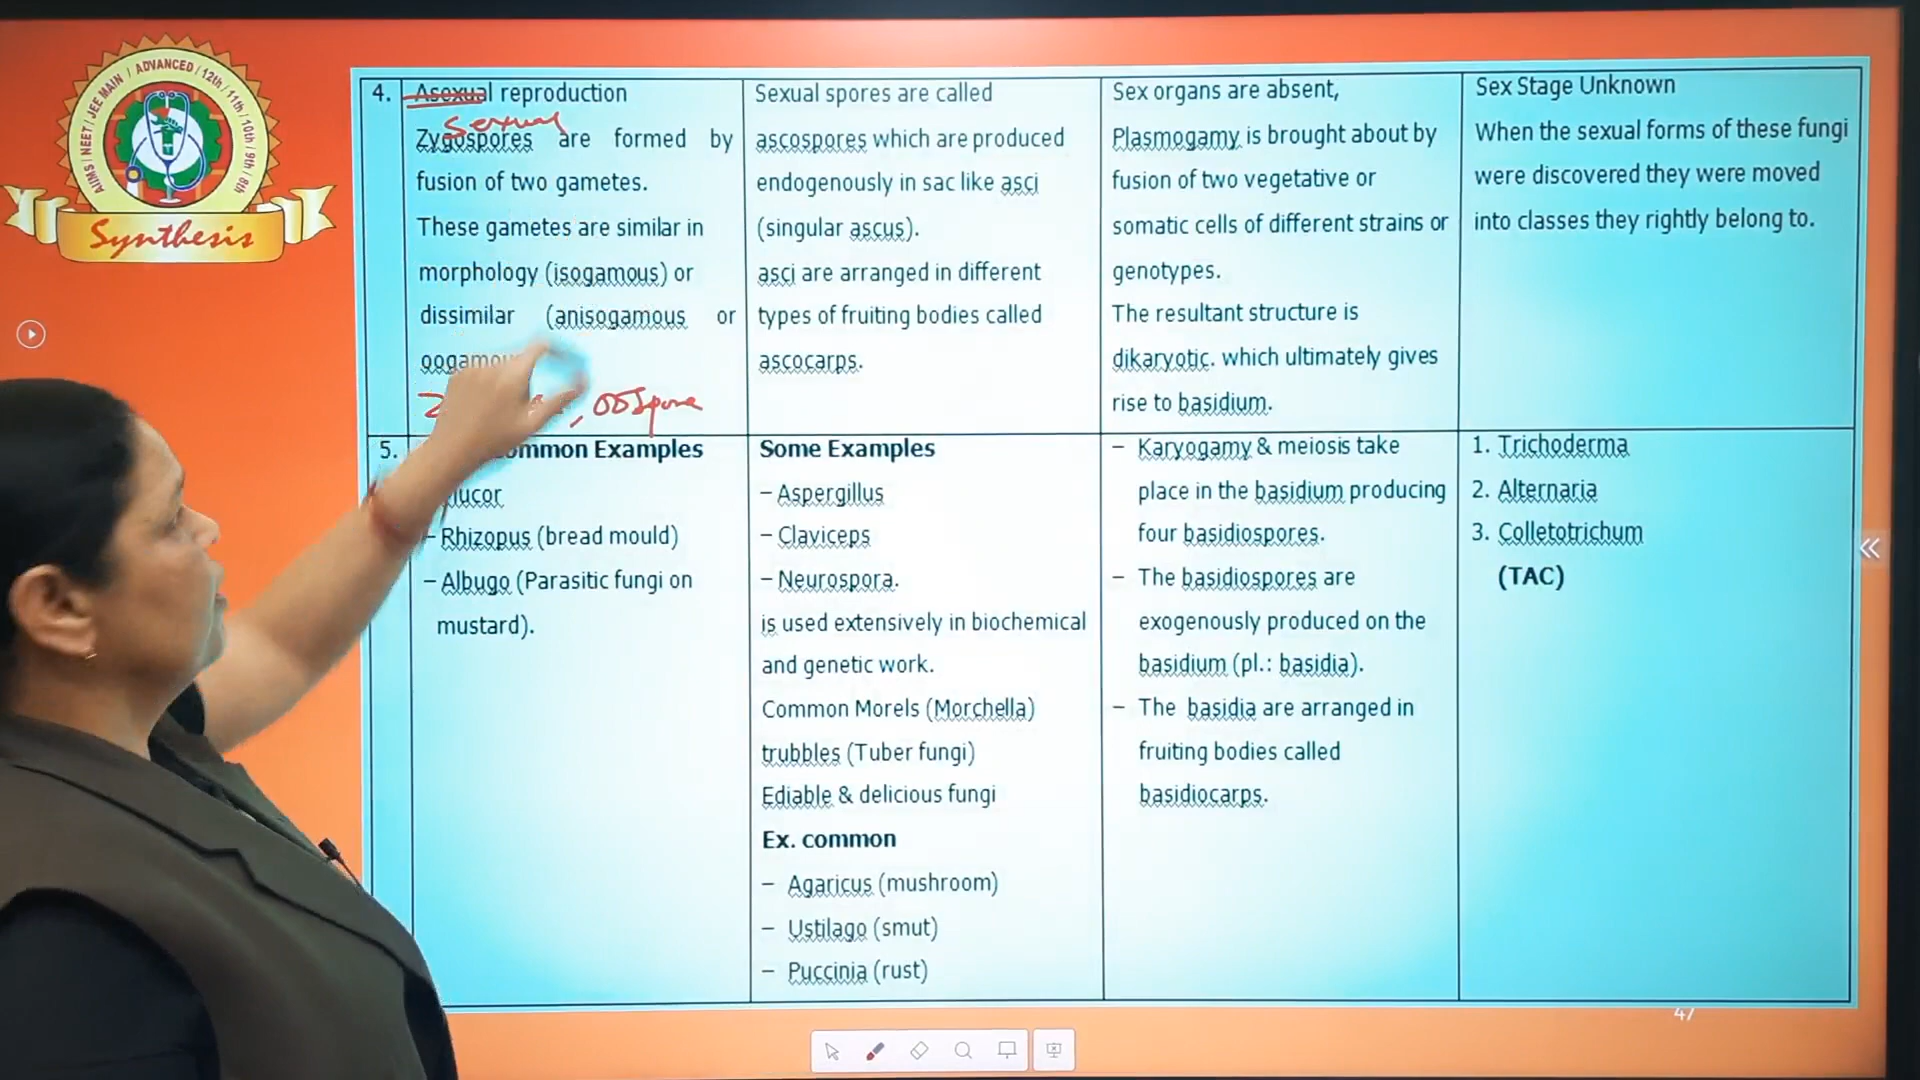 AIIMS / NEET / JEE MAIN / ADVANCED / 12th / 11th / 10th / 9th / 8th
Synthesis
4.
Asexual reproduction
Sexual
Zygospores are formed by
fusion of two gametes.
These gametes are similar in
morphology (isogamous) or
dissimilar (anisogamous or
, oospore
Sexual spores are called
ascospores which are produced
endogenously in sac like asci
(singular ascus).
asci are arranged in different
types of fruiting bodies called
ascocarps.
Sex organs are absent,
Plasmogamy is brought about by
fusion of two vegetative or
somatic cells of different strains or
genotypes.
The resultant structure is
dikaryotic. which ultimately gives
rise to basidium.
Sex Stage Unknown
When the sexual forms of these fungi
were discovered they were moved
into classes they rightly belong to.
5.
Examples
– Rhizopus (bread mould)
– Albugo (Parasitic fungi on
mustard).
Some Examples
– Aspergillus
– Claviceps
– Neurospora.
is used extensively in biochemical
and genetic work.
Common Morels (Morchella)
trubbles (Tuber fungi)
Ediable & delicious fungi
Ex. common
– Agaricus (mushroom)
– Ustilago (smut)
– Puccinia (rust)
– Karyogamy & meiosis take
place in the basidium producing
four basidiospores.
– The basidiospores are
exogenously produced on the
basidium (pl.: basidia).
– The basidia are arranged in
fruiting bodies called
basidiocarps.
1. Trichoderma
2. Alternaria
3. Colletotrichum
(TAC)
47